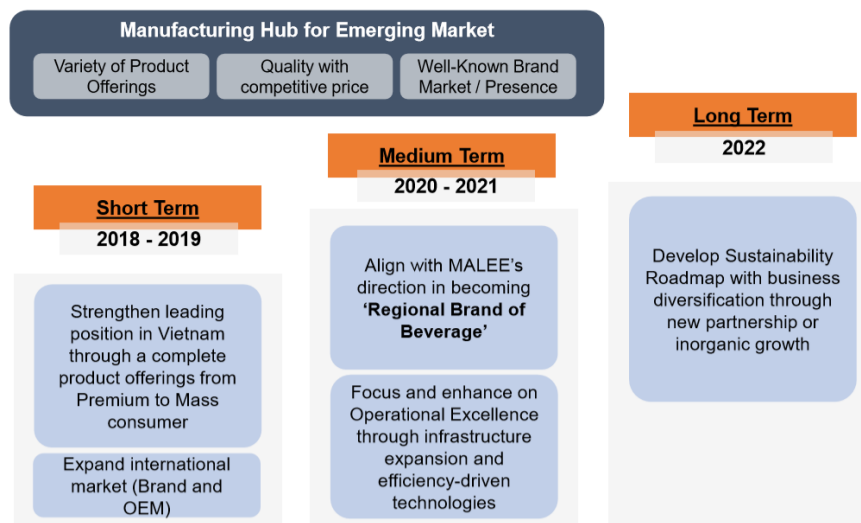 Manufacturing Hub for Emerging Market
Variety of Product
Offerings
Quality with
competitive price
Well-Known Brand
Market / Presence
Short Term
2018 - 2019
Strengthen leading
position in Vietnam
through a complete
product offerings from
Premium to Mass
consumer
Expand international
market (Brand and
OEM)
Medium Term
2020 - 2021
Align with MALEE's
direction in becoming
‘Regional Brand of
Beverage’
Focus and enhance on
Operational Excellence
through infrastructure
expansion and
efficiency-driven
technologies
Long Term
2022
Develop Sustainability
Roadmap with business
diversification through
new partnership or
inorganic growth